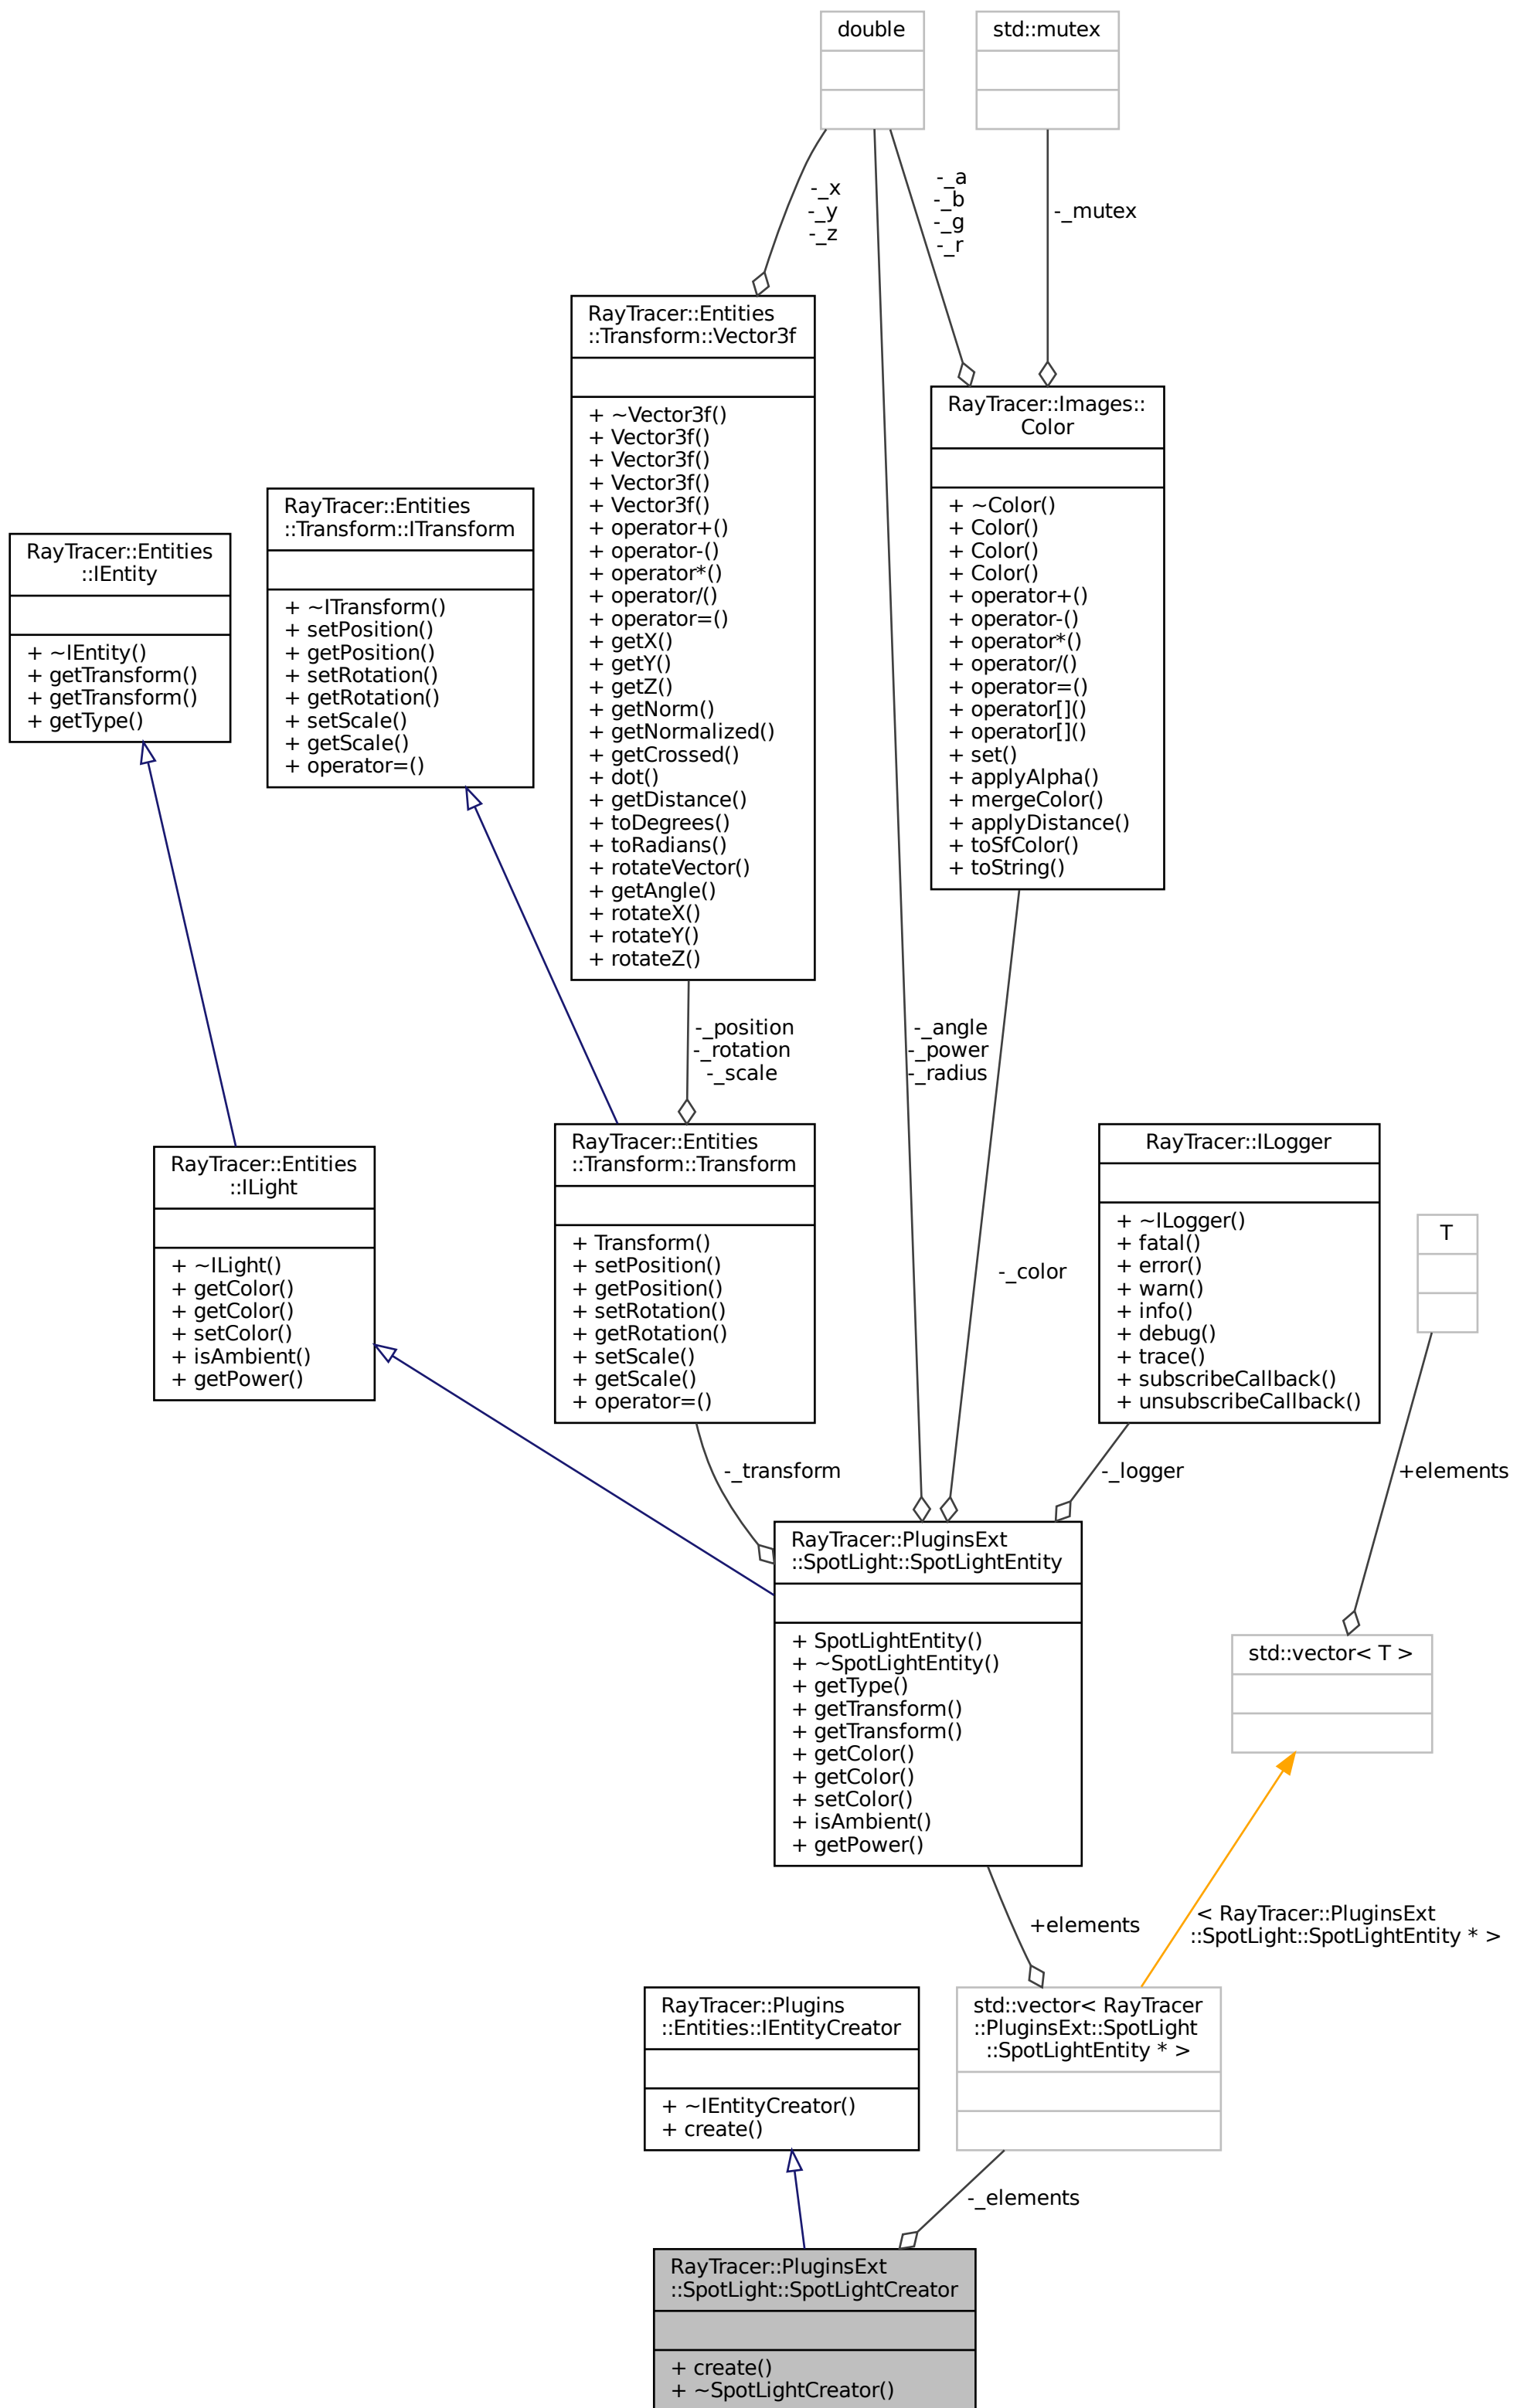 double
std::mutex
-_x
-_y
-_z
-_a
-_b
-_g
-_r
-_mutex
RayTracer::Entities
::Transform::Vector3f
+ ~Vector3f()
+ Vector3f()
+ Vector3f()
+ Vector3f()
+ Vector3f()
+ operator+()
+ operator-()
+ operator*()
+ operator/()
+ operator=()
+ getX()
+ getY()
+ getZ()
+ getNorm()
+ getNormalized()
+ getCrossed()
+ dot()
+ getDistance()
+ toDegrees()
+ toRadians()
+ rotateVector()
+ getAngle()
+ rotateX()
+ rotateY()
+ rotateZ()
RayTracer::Images::
Color
+ ~Color()
+ Color()
+ Color()
+ Color()
+ operator+()
+ operator-()
+ operator*()
+ operator/()
+ operator=()
+ operator[]()
+ operator[]()
+ set()
+ applyAlpha()
+ mergeColor()
+ applyDistance()
+ toSfColor()
+ toString()
RayTracer::Entities
::Transform::ITransform
+ ~ITransform()
+ setPosition()
+ getPosition()
+ setRotation()
+ getRotation()
+ setScale()
+ getScale()
+ operator=()
RayTracer::Entities
::IEntity
+ ~IEntity()
+ getTransform()
+ getTransform()
+ getType()
-_position
-_rotation
-_scale
-_angle
-_power
-_radius
-_color
RayTracer::Entities
::ILight
+ ~ILight()
+ getColor()
+ getColor()
+ setColor()
+ isAmbient()
+ getPower()
RayTracer::Entities
::Transform::Transform
+ Transform()
+ setPosition()
+ getPosition()
+ setRotation()
+ getRotation()
+ setScale()
+ getScale()
+ operator=()
RayTracer::ILogger
+ ~ILogger()
+ fatal()
+ error()
+ warn()
+ info()
+ debug()
+ trace()
+ subscribeCallback()
+ unsubscribeCallback()
T
-_transform
-_logger
+elements
RayTracer::PluginsExt
::SpotLight::SpotLightEntity
+ SpotLightEntity()
+ ~SpotLightEntity()
+ getType()
+ getTransform()
+ getTransform()
+ getColor()
+ getColor()
+ setColor()
+ isAmbient()
+ getPower()
std::vector< T >
+elements
< RayTracer::PluginsExt
::SpotLight::SpotLightEntity * >
RayTracer::Plugins
::Entities::IEntityCreator
+ ~IEntityCreator()
+ create()
std::vector< RayTracer
::PluginsExt::SpotLight
::SpotLightEntity * >
-_elements
RayTracer::PluginsExt
::SpotLight::SpotLightCreator
+ create()
+ ~SpotLightCreator()